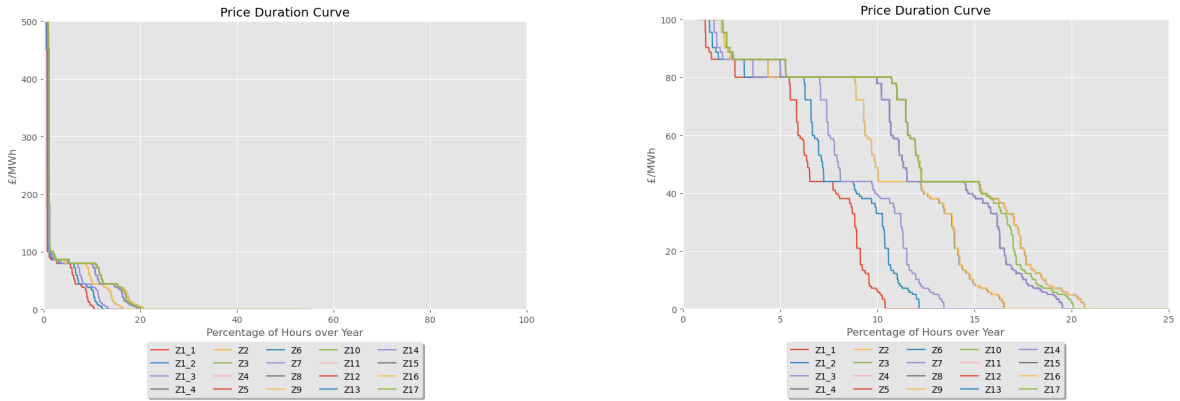 Price Duration Curve
500
400
300
200
100
0
£/MWh
0 20 40 60 80 100
Percentage of Hours over Year
Z1_1 Z2 Z6 Z10 Z14
Z1_2 Z3 Z7 Z11 Z15
Z1_3 Z4 Z8 Z12 Z16
Z1_4 Z5 Z9 Z13 Z17
Price Duration Curve
100
80
60
40
20
0
£/MWh
0 5 10 15 20 25
Percentage of Hours over Year
Z1_1 Z2 Z6 Z10 Z14
Z1_2 Z3 Z7 Z11 Z15
Z1_3 Z4 Z8 Z12 Z16
Z1_4 Z5 Z9 Z13 Z17